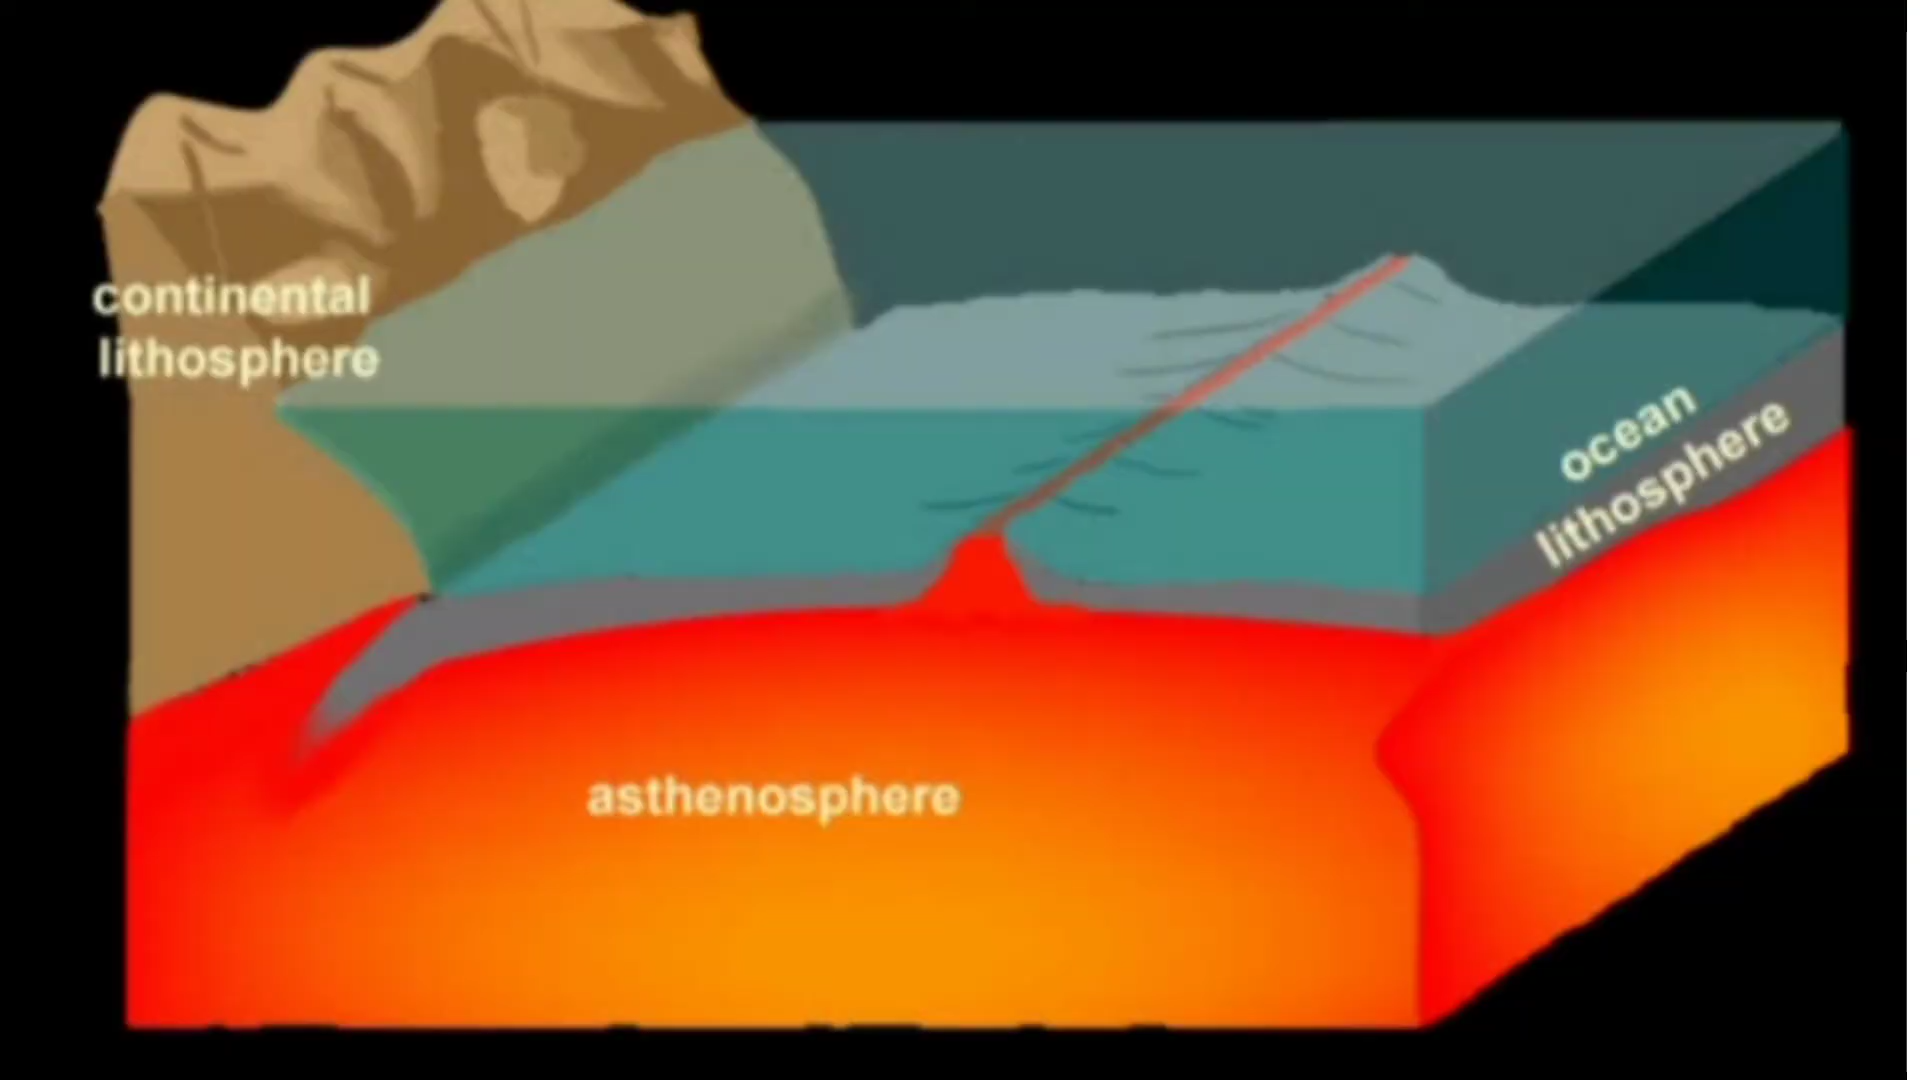 continental
lithosphere
ocean
lithosphere
asthenosphere